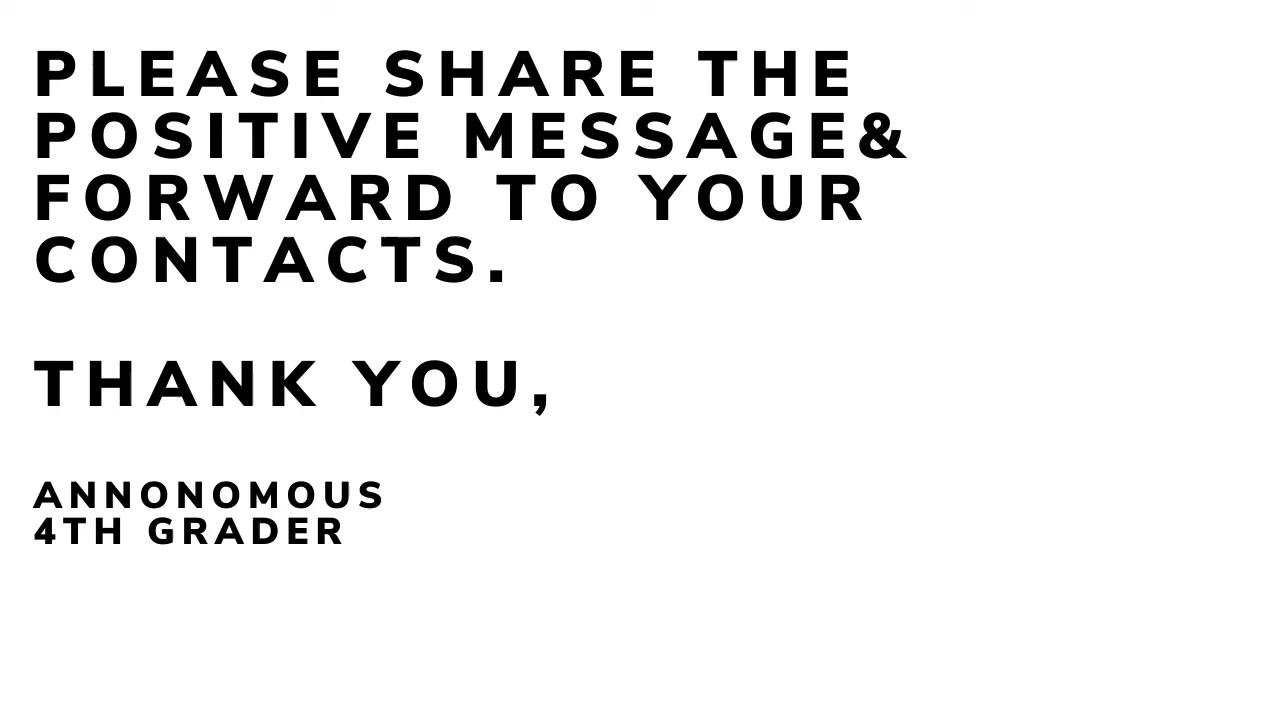 PLEASE SHARE THE
POSITIVE MESSAGE&
FORWARD TO YOUR
CONTACTS.
THANK YOU,
ANNONOMOUS
4TH GRADER